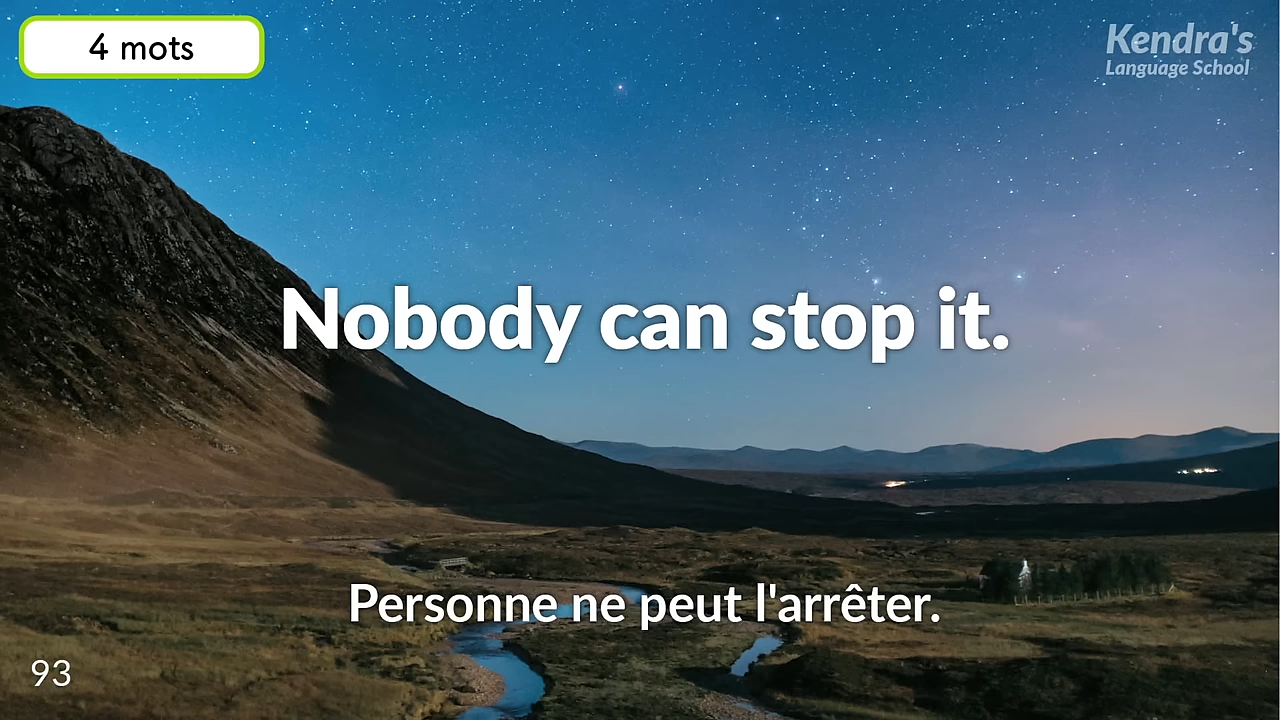 4 mots
Kendra's
Language School
Nobody can stop it.
Personne ne peut l'arrêter.
93